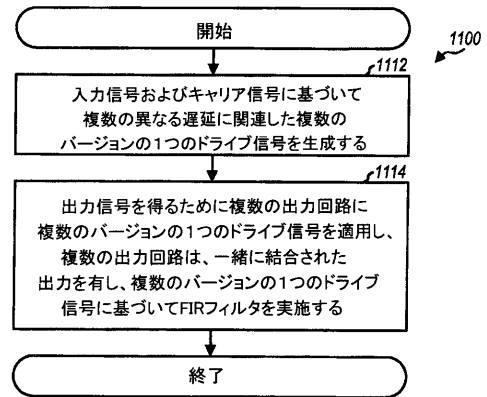 開始
1100
1112
入力信号およびキャリア信号に基づいて
複数の異なる遅延に関連した複数の
バージョンの1つのドライブ信号を生成する
1114
出力信号を得るために複数の出力回路に
複数のバージョンの1つのドライブ信号を適用し、
複数の出力回路は、一緒に結合された
出力を有し、複数のバージョンの1つのドライブ
信号に基づいてFIRフィルタを実施する
終了